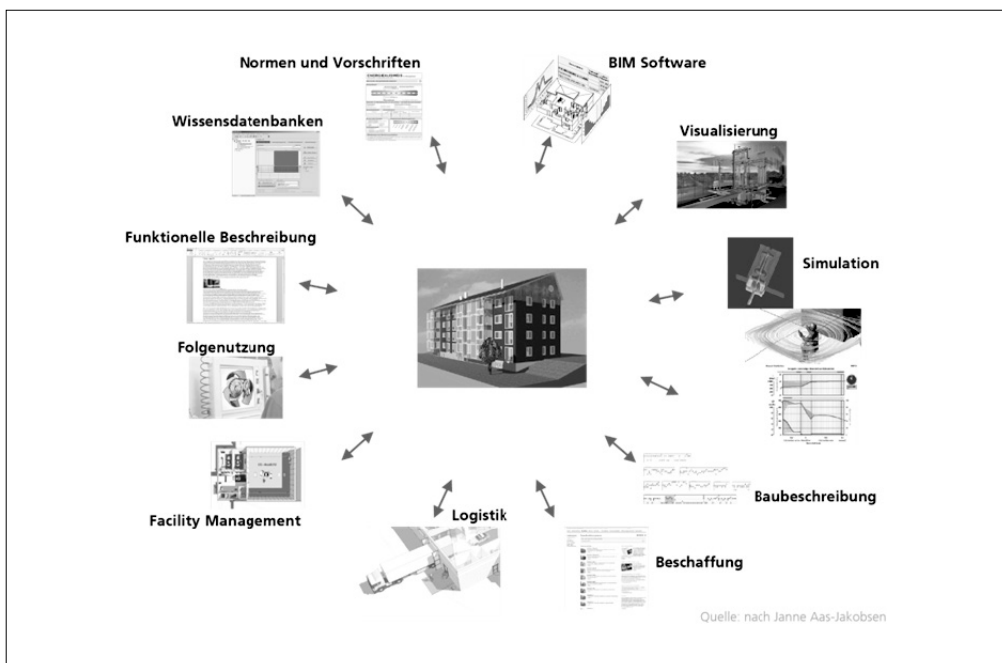 Normen und Vorschriften
BIM Software
Wissensdatenbanken
Visualisierung
Funktionelle Beschreibung
Simulation
Folgenutzung
Facility Management
Logistik
Baubeschreibung
Beschaffung
Quelle: nach Janne Aas-Jakobsen